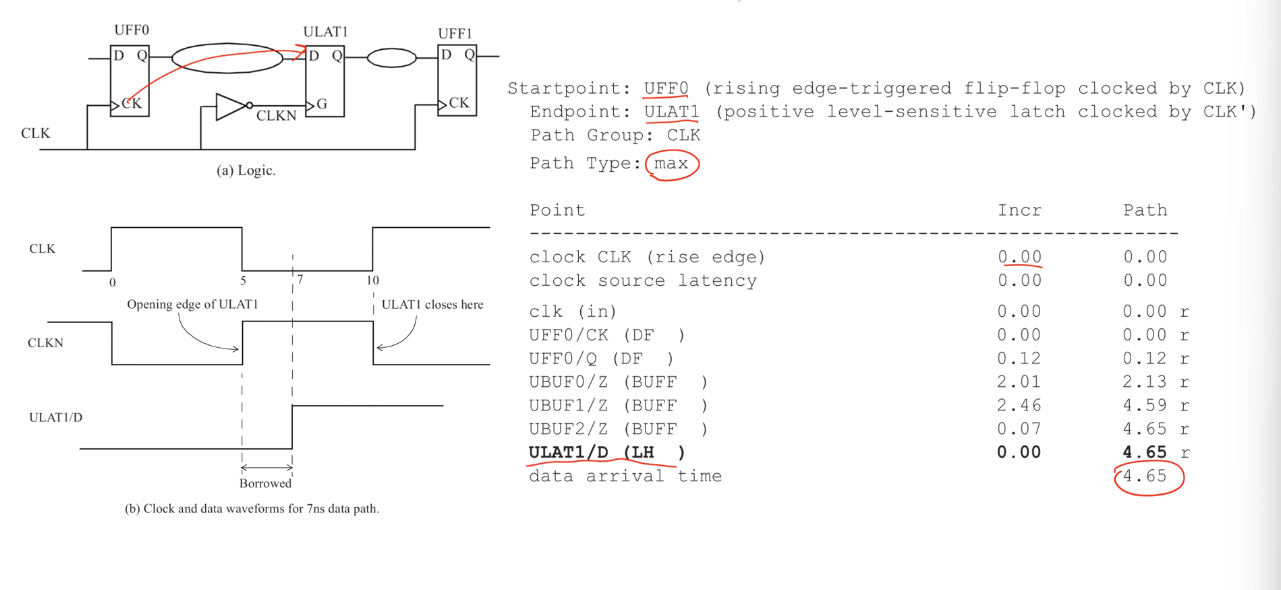 UFF0
ULAT1
UFF1
D Q
D Q
D Q
CK
G
CK
CLKN
CLK
(a) Logic.
CLK
0
5
7
10
Opening edge of ULAT1
ULAT1 closes here
CLKN
ULAT1/D
Borrowed
(b) Clock and data waveforms for 7ns data path.
Startpoint: UFF0 (rising edge-triggered flip-flop clocked by CLK)
Endpoint: ULAT1 (positive level-sensitive latch clocked by CLK')
Path Group: CLK
Path Type: max
Point Incr Path
------------------------------------------------------
clock CLK (rise edge) 0.00 0.00
clock source latency 0.00 0.00
clk (in) 0.00 0.00 r
UFF0/CK (DF ) 0.00 0.00 r
UFF0/Q (DF ) 0.12 0.12 r
UBUF0/Z (BUFF ) 2.01 2.13 r
UBUF1/Z (BUFF ) 2.46 4.59 r
UBUF2/Z (BUFF ) 0.07 4.65 r
ULAT1/D (LH ) 0.00 4.65 r
data arrival time 4.65